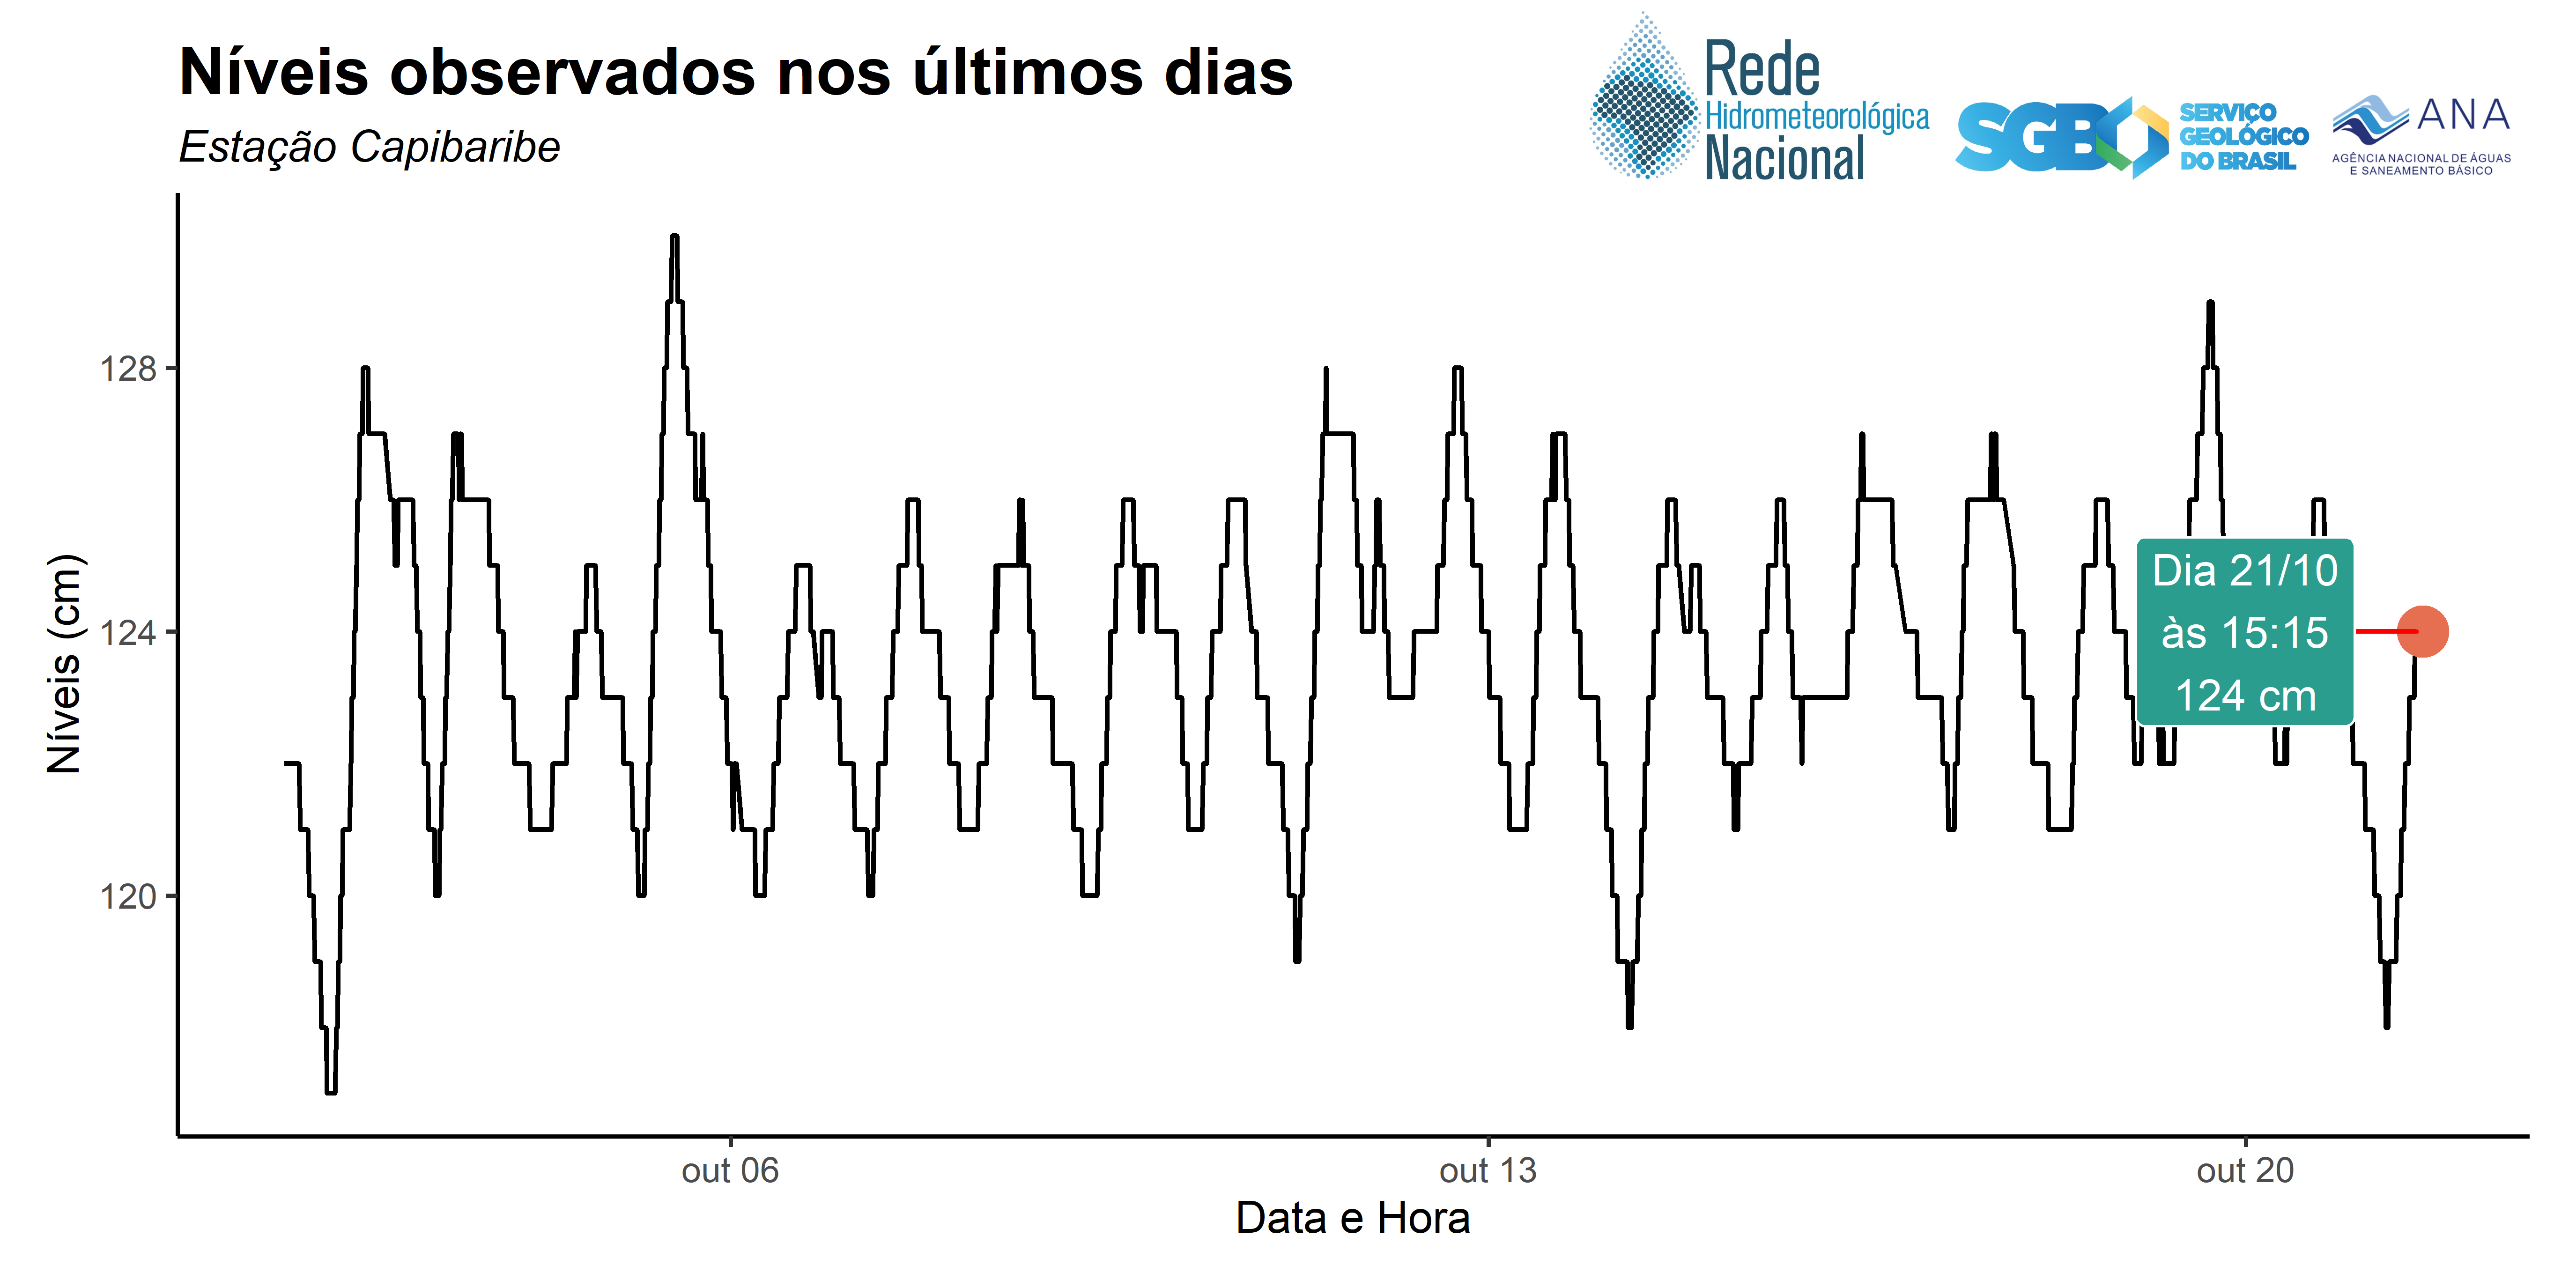 Níveis observados nos últimos dias
Estação Capibaribe
Rede
Hidrometeorológica
Nacional
SGB
SERVIÇO
GEOLÓGICO
DO BRASIL
ANA
AGÊNCIA NACIONAL DE ÁGUAS
E SANEAMENTO BÁSICO
Níveis (cm)
128
124
120
Dia 21/10
às 15:15
124 cm
out 06
out 13
out 20
Data e Hora